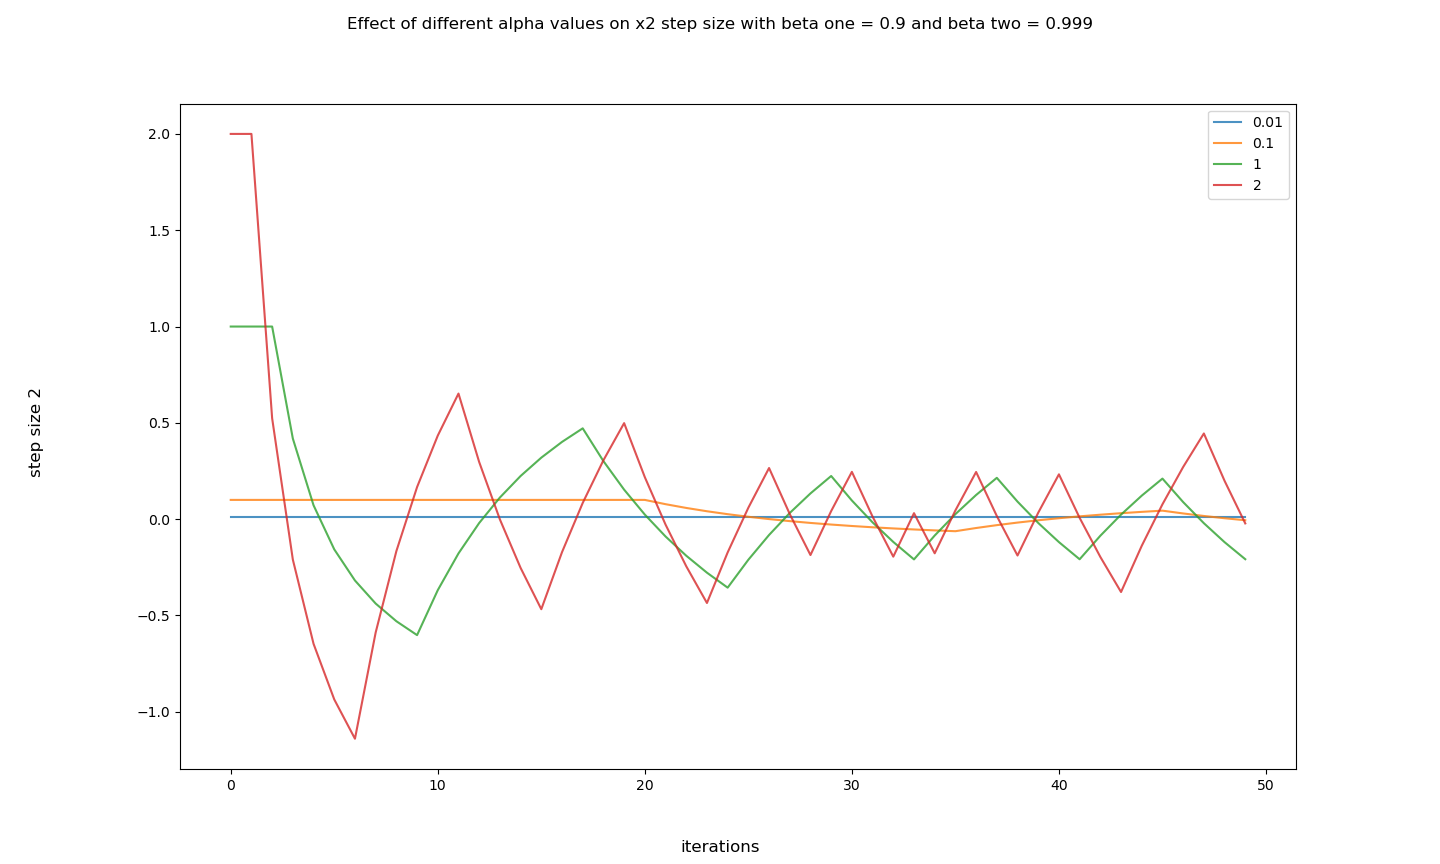 Effect of different alpha values on x2 step size with beta one = 0.9 and beta two = 0.999
0.01
0.1
1
2
2.0
1.5
1.0
0.5
0.0
−0.5
−1.0
step size 2
0 10 20 30 40 50
iterations